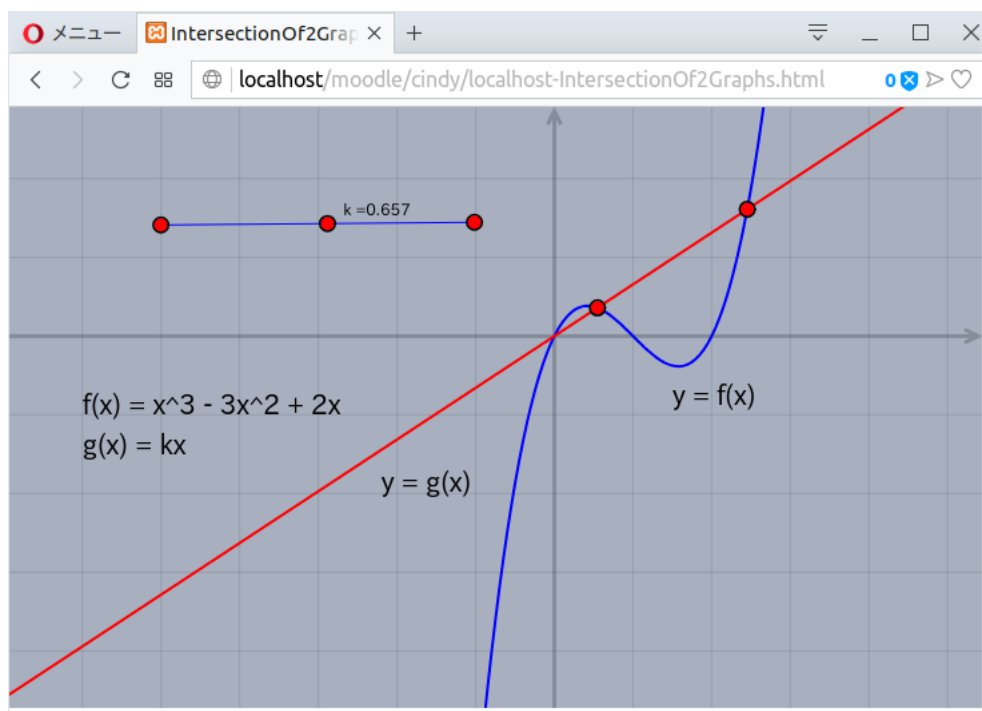 メニュー
IntersectionOf2Grap
localhost/moodle/cindy/localhost-IntersectionOf2Graphs.html
0
k =0.657
f(x) = x^3 - 3x^2 + 2x
y = f(x)
g(x) = kx
y = g(x)